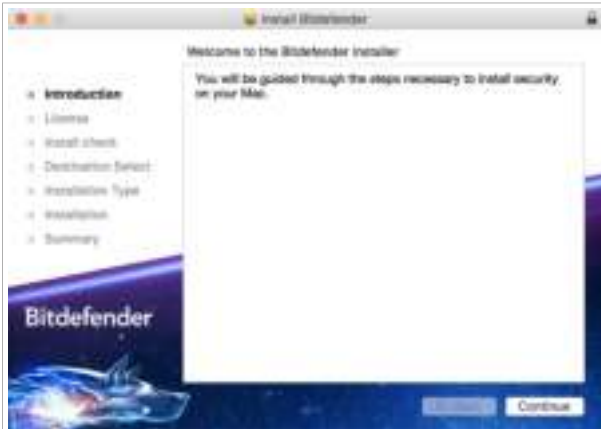 Install Bitdefender
Welcome to the Bitdefender Installer
You will be guided through the steps necessary to install security
on your Mac.
Introduction
License
Install check
Destination Select
Installation Type
Installation
Summary
Bitdefender
Continue